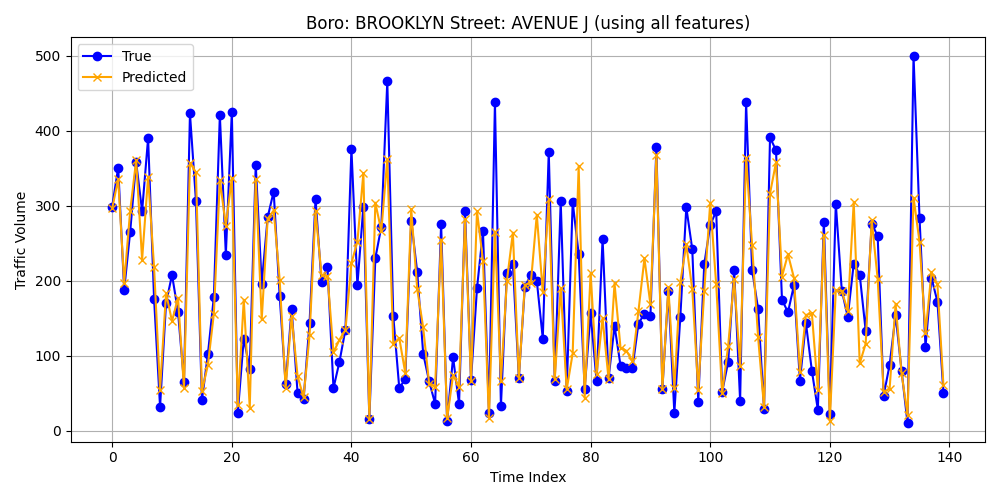 Boro: BROOKLYN Street: AVENUE J (using all features)
True
Predicted
Traffic Volume
500
400
300
200
100
0
0 20 40 60 80 100 120 140
Time Index